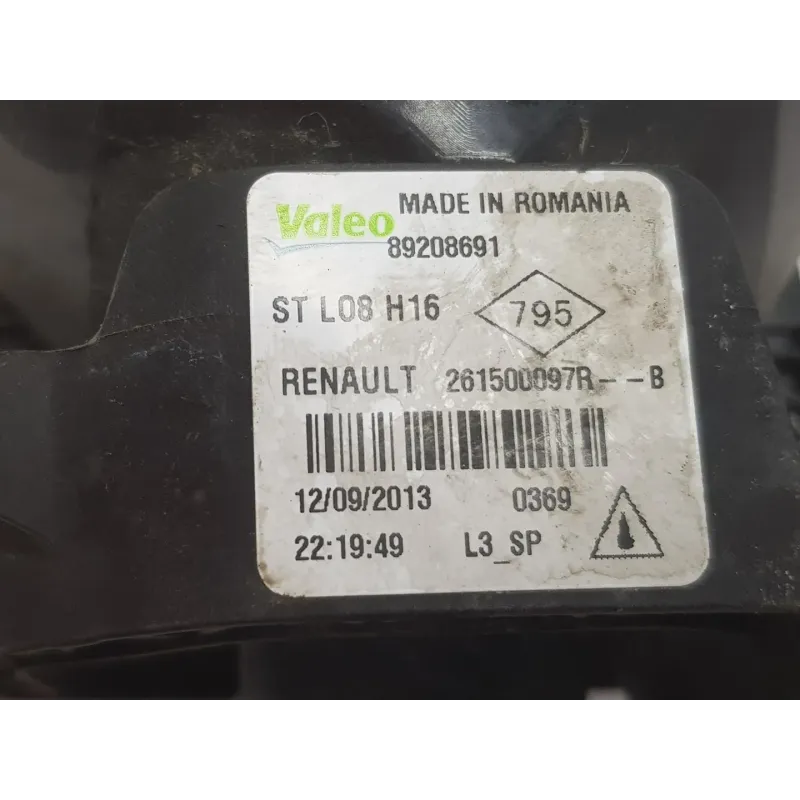 Valeo MADE IN ROMANIA
89208691
ST L08 H16 795
RENAULT 261500097R--B
12/09/2013 0369
22:19:49 L3_SP